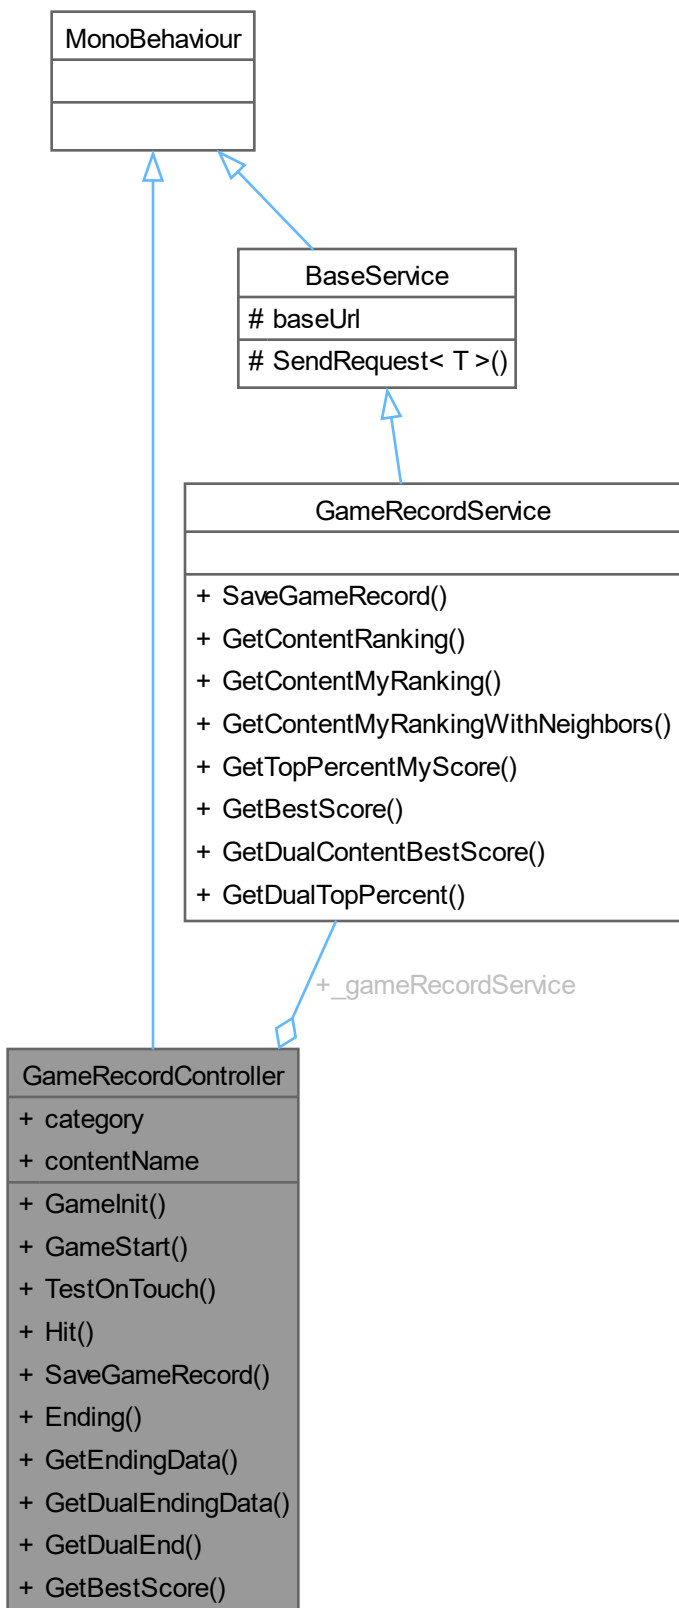 MonoBehaviour
BaseService
# baseUrl
# SendRequest< T >()
GameRecordService
+ SaveGameRecord()
+ GetContentRanking()
+ GetContentMyRanking()
+ GetContentMyRankingWithNeighbors()
+ GetTopPercentMyScore()
+ GetBestScore()
+ GetDualContentBestScore()
+ GetDualTopPercent()
+_gameRecordService
GameRecordController
+ category
+ contentName
+ GameInit()
+ GameStart()
+ TestOnTouch()
+ Hit()
+ SaveGameRecord()
+ Ending()
+ GetEndingData()
+ GetDualEndingData()
+ GetDualEnd()
+ GetBestScore()